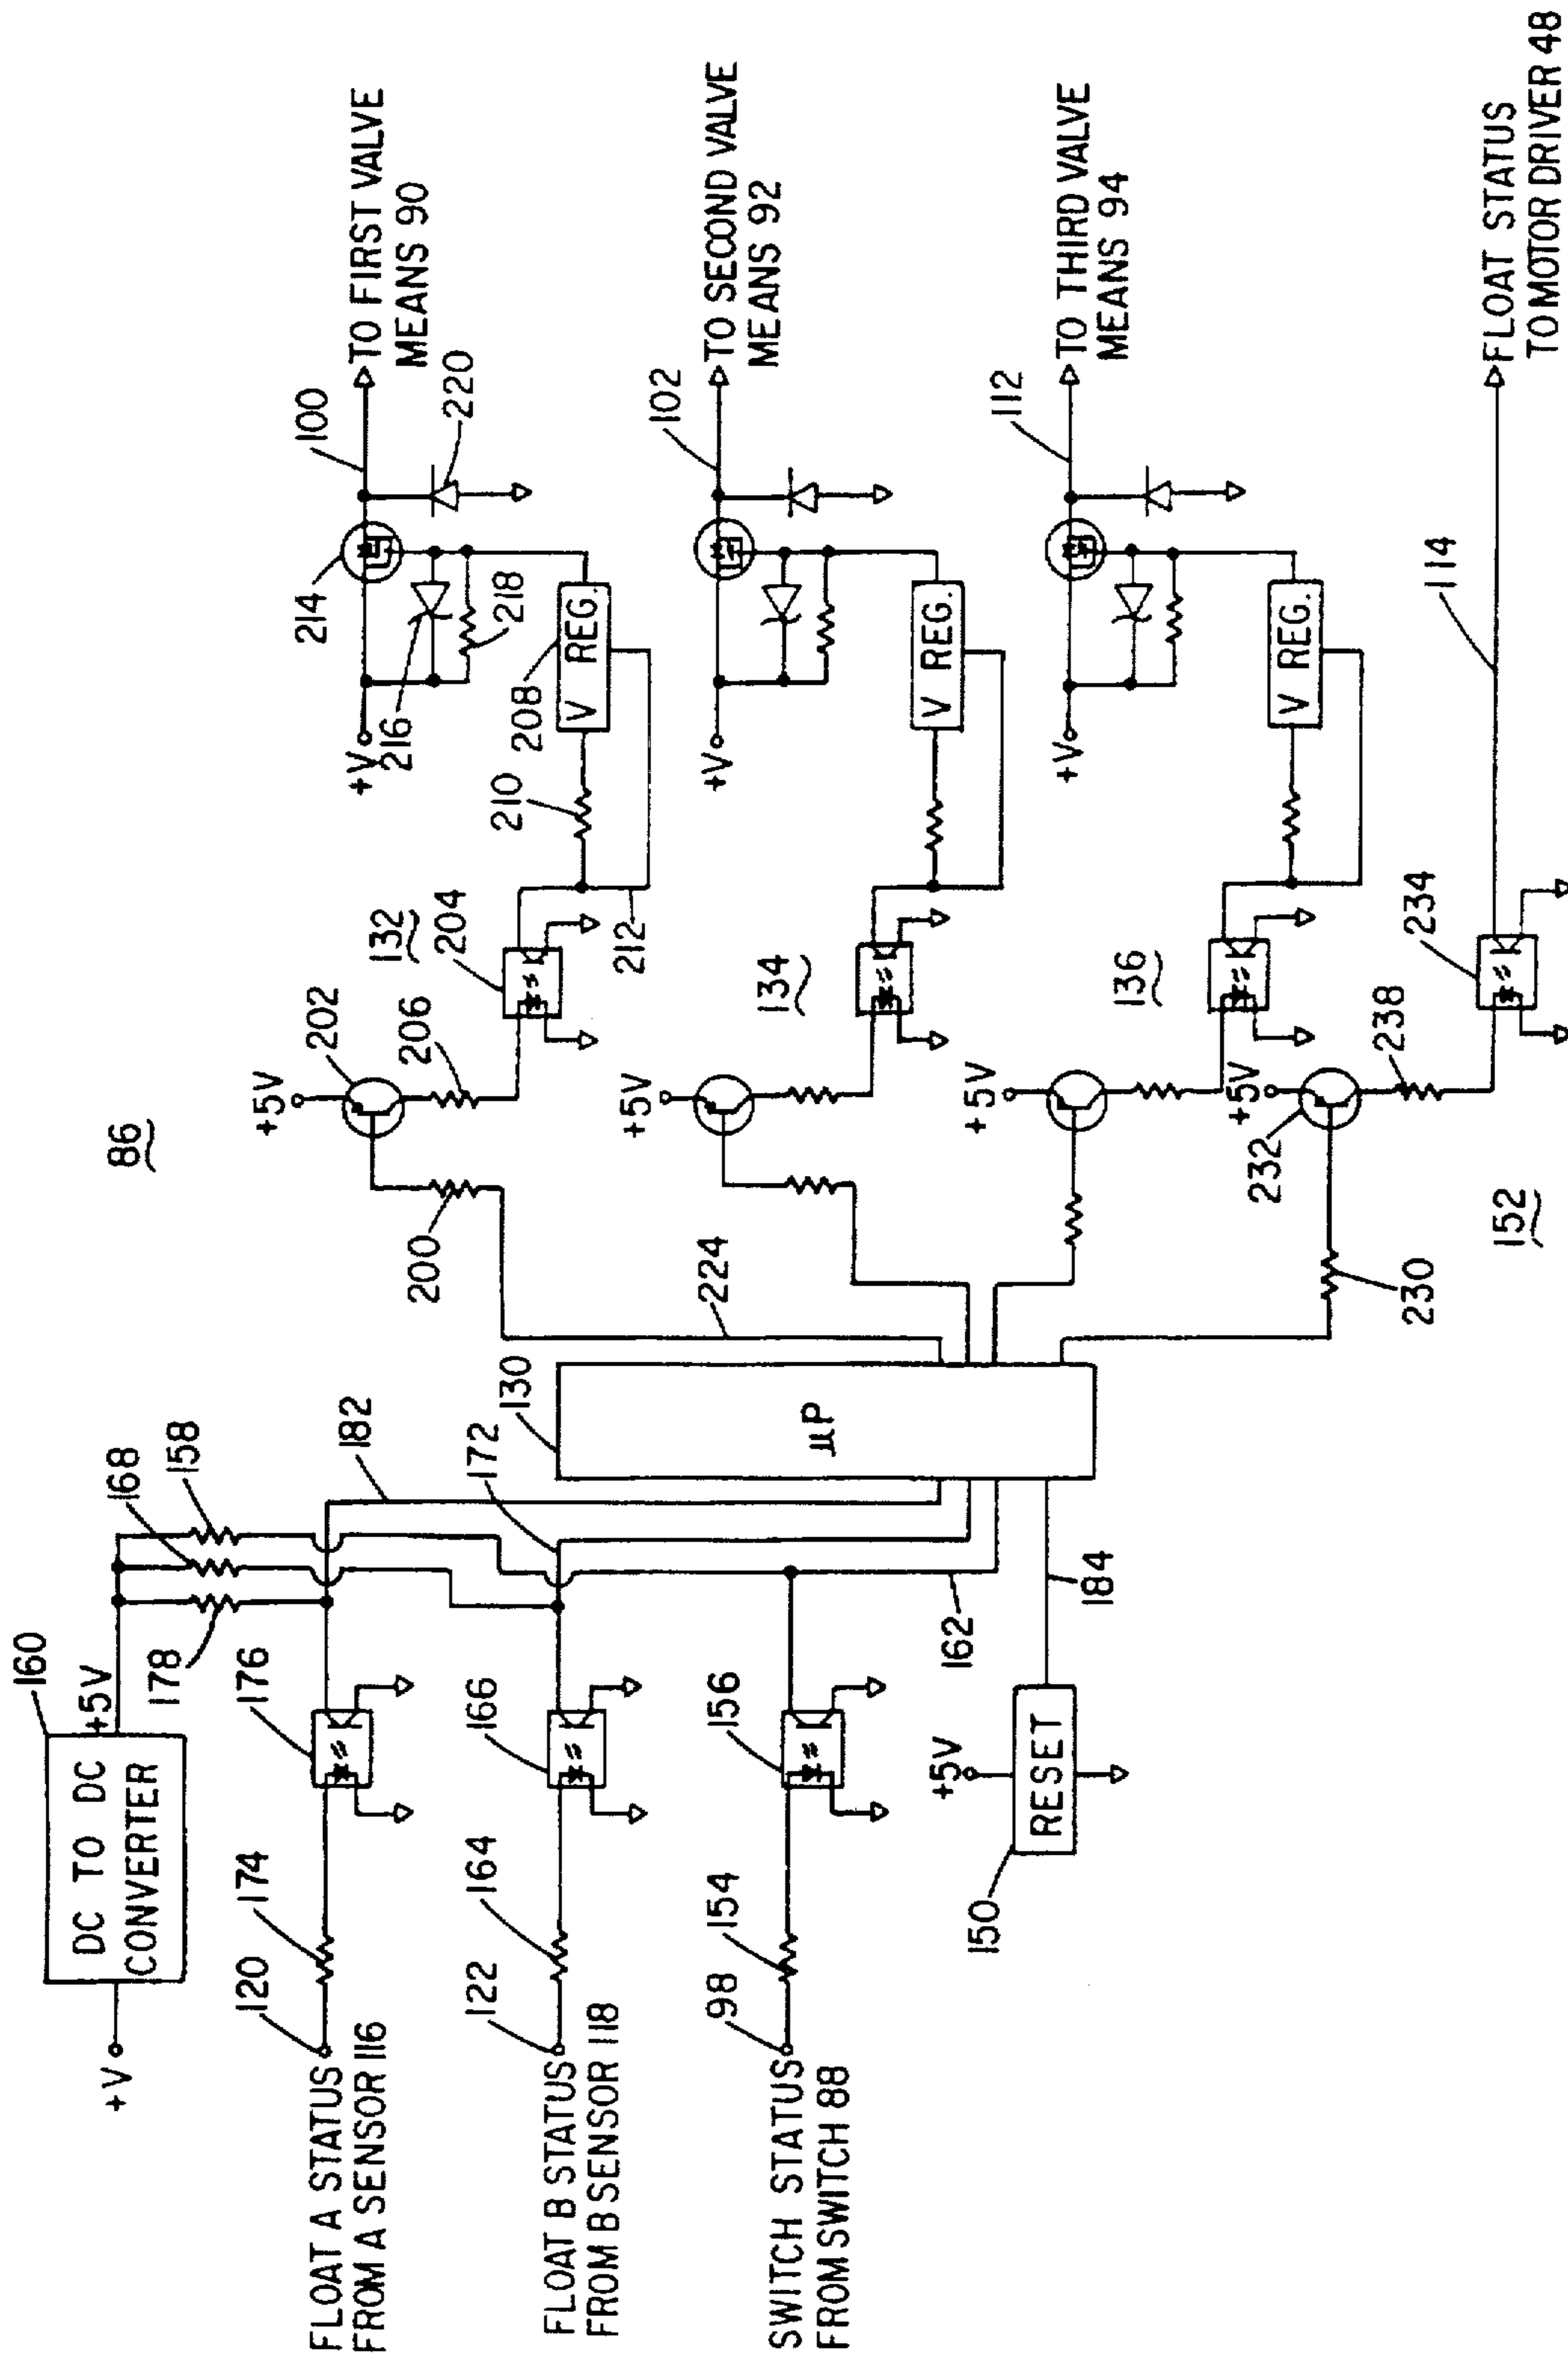 86
160
DC TO DC
CONVERTER
+V
+5V
178
168
158
182
120
174
176
FLOAT A STATUS
FROM A SENSOR 116
122
164
166
172
FLOAT B STATUS
FROM B SENSOR 118
98
154
156
162
SWITCH STATUS
FROM SWITCH 88
150
RESET
+5V
184
130
µP
224
200
+5V
202
206
132
204
212
210
208
V REG.
+V
214
216
218
220
100
TO FIRST VALVE
MEANS 90
+5V
134
V REG.
+V
102
TO SECOND VALVE
MEANS 92
+5V
136
V REG.
+V
112
TO THIRD VALVE
MEANS 94
152
230
232
+5V
238
234
114
FLOAT STATUS
TO MOTOR DRIVER 48